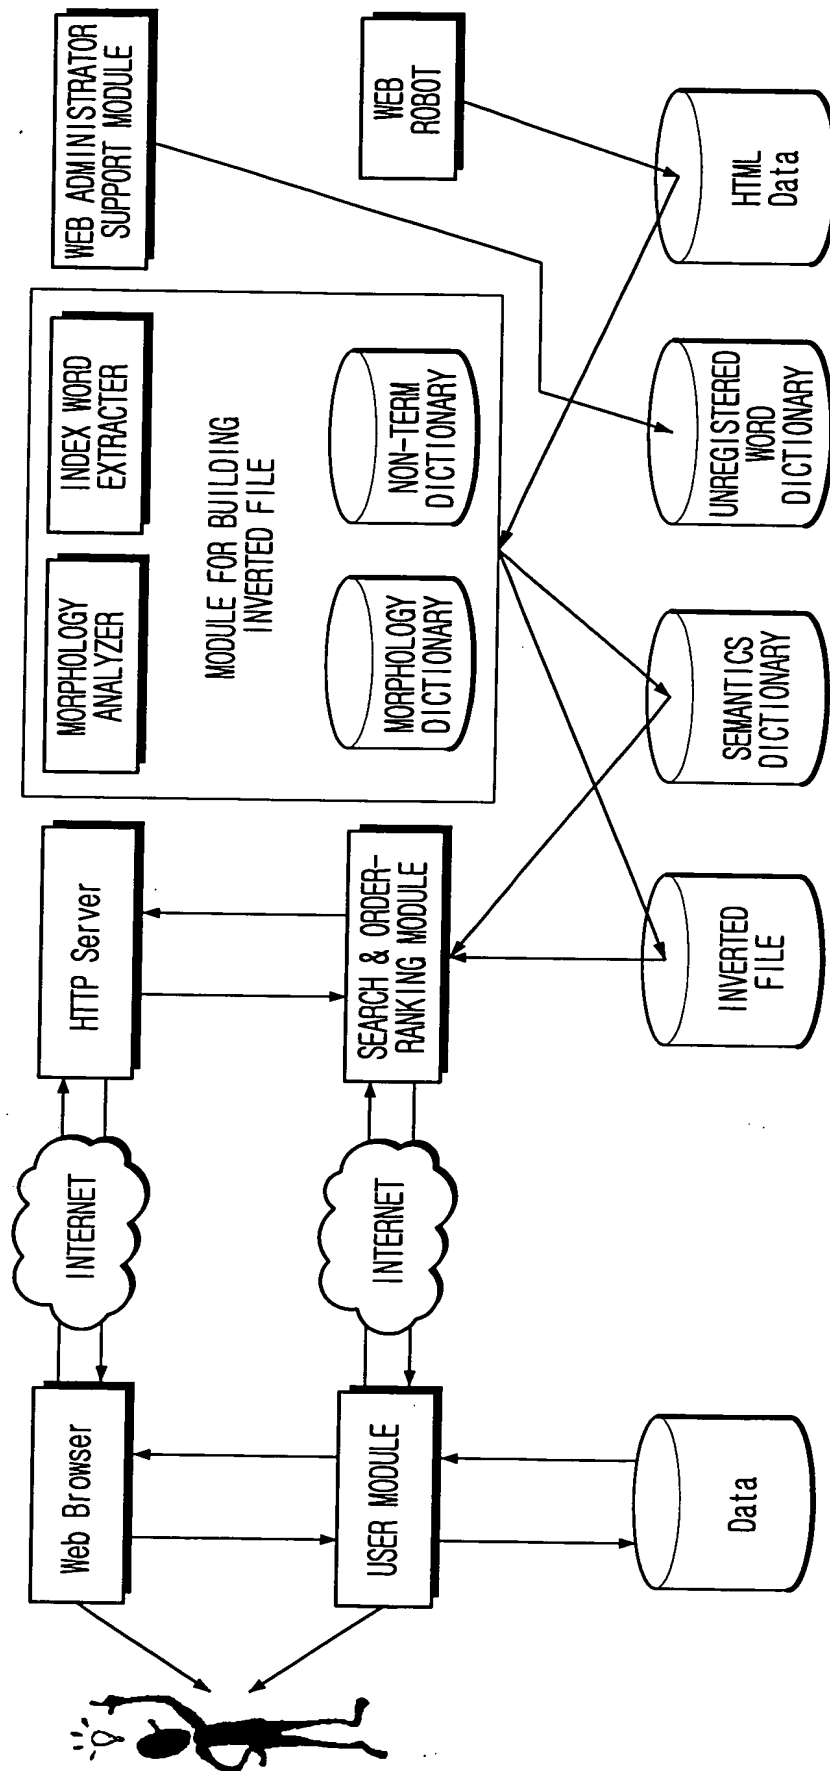 Web Browser
INTERNET
HTTP Server
MORPHOLOGY
ANALYZER
INDEX WORD
EXTRACTER
WEB ADMINISTRATOR
SUPPORT MODULE
MODULE FOR BUILDING
INVERTED FILE
USER MODULE
INTERNET
SEARCH & ORDER-
RANKING MODULE
MORPHOLOGY
DICTIONARY
NON-TERM
DICTIONARY
WEB
ROBOT
Data
INVERTED
FILE
SEMANTICS
DICTIONARY
UNREGISTERED
WORD
DICTIONARY
HTML
Data